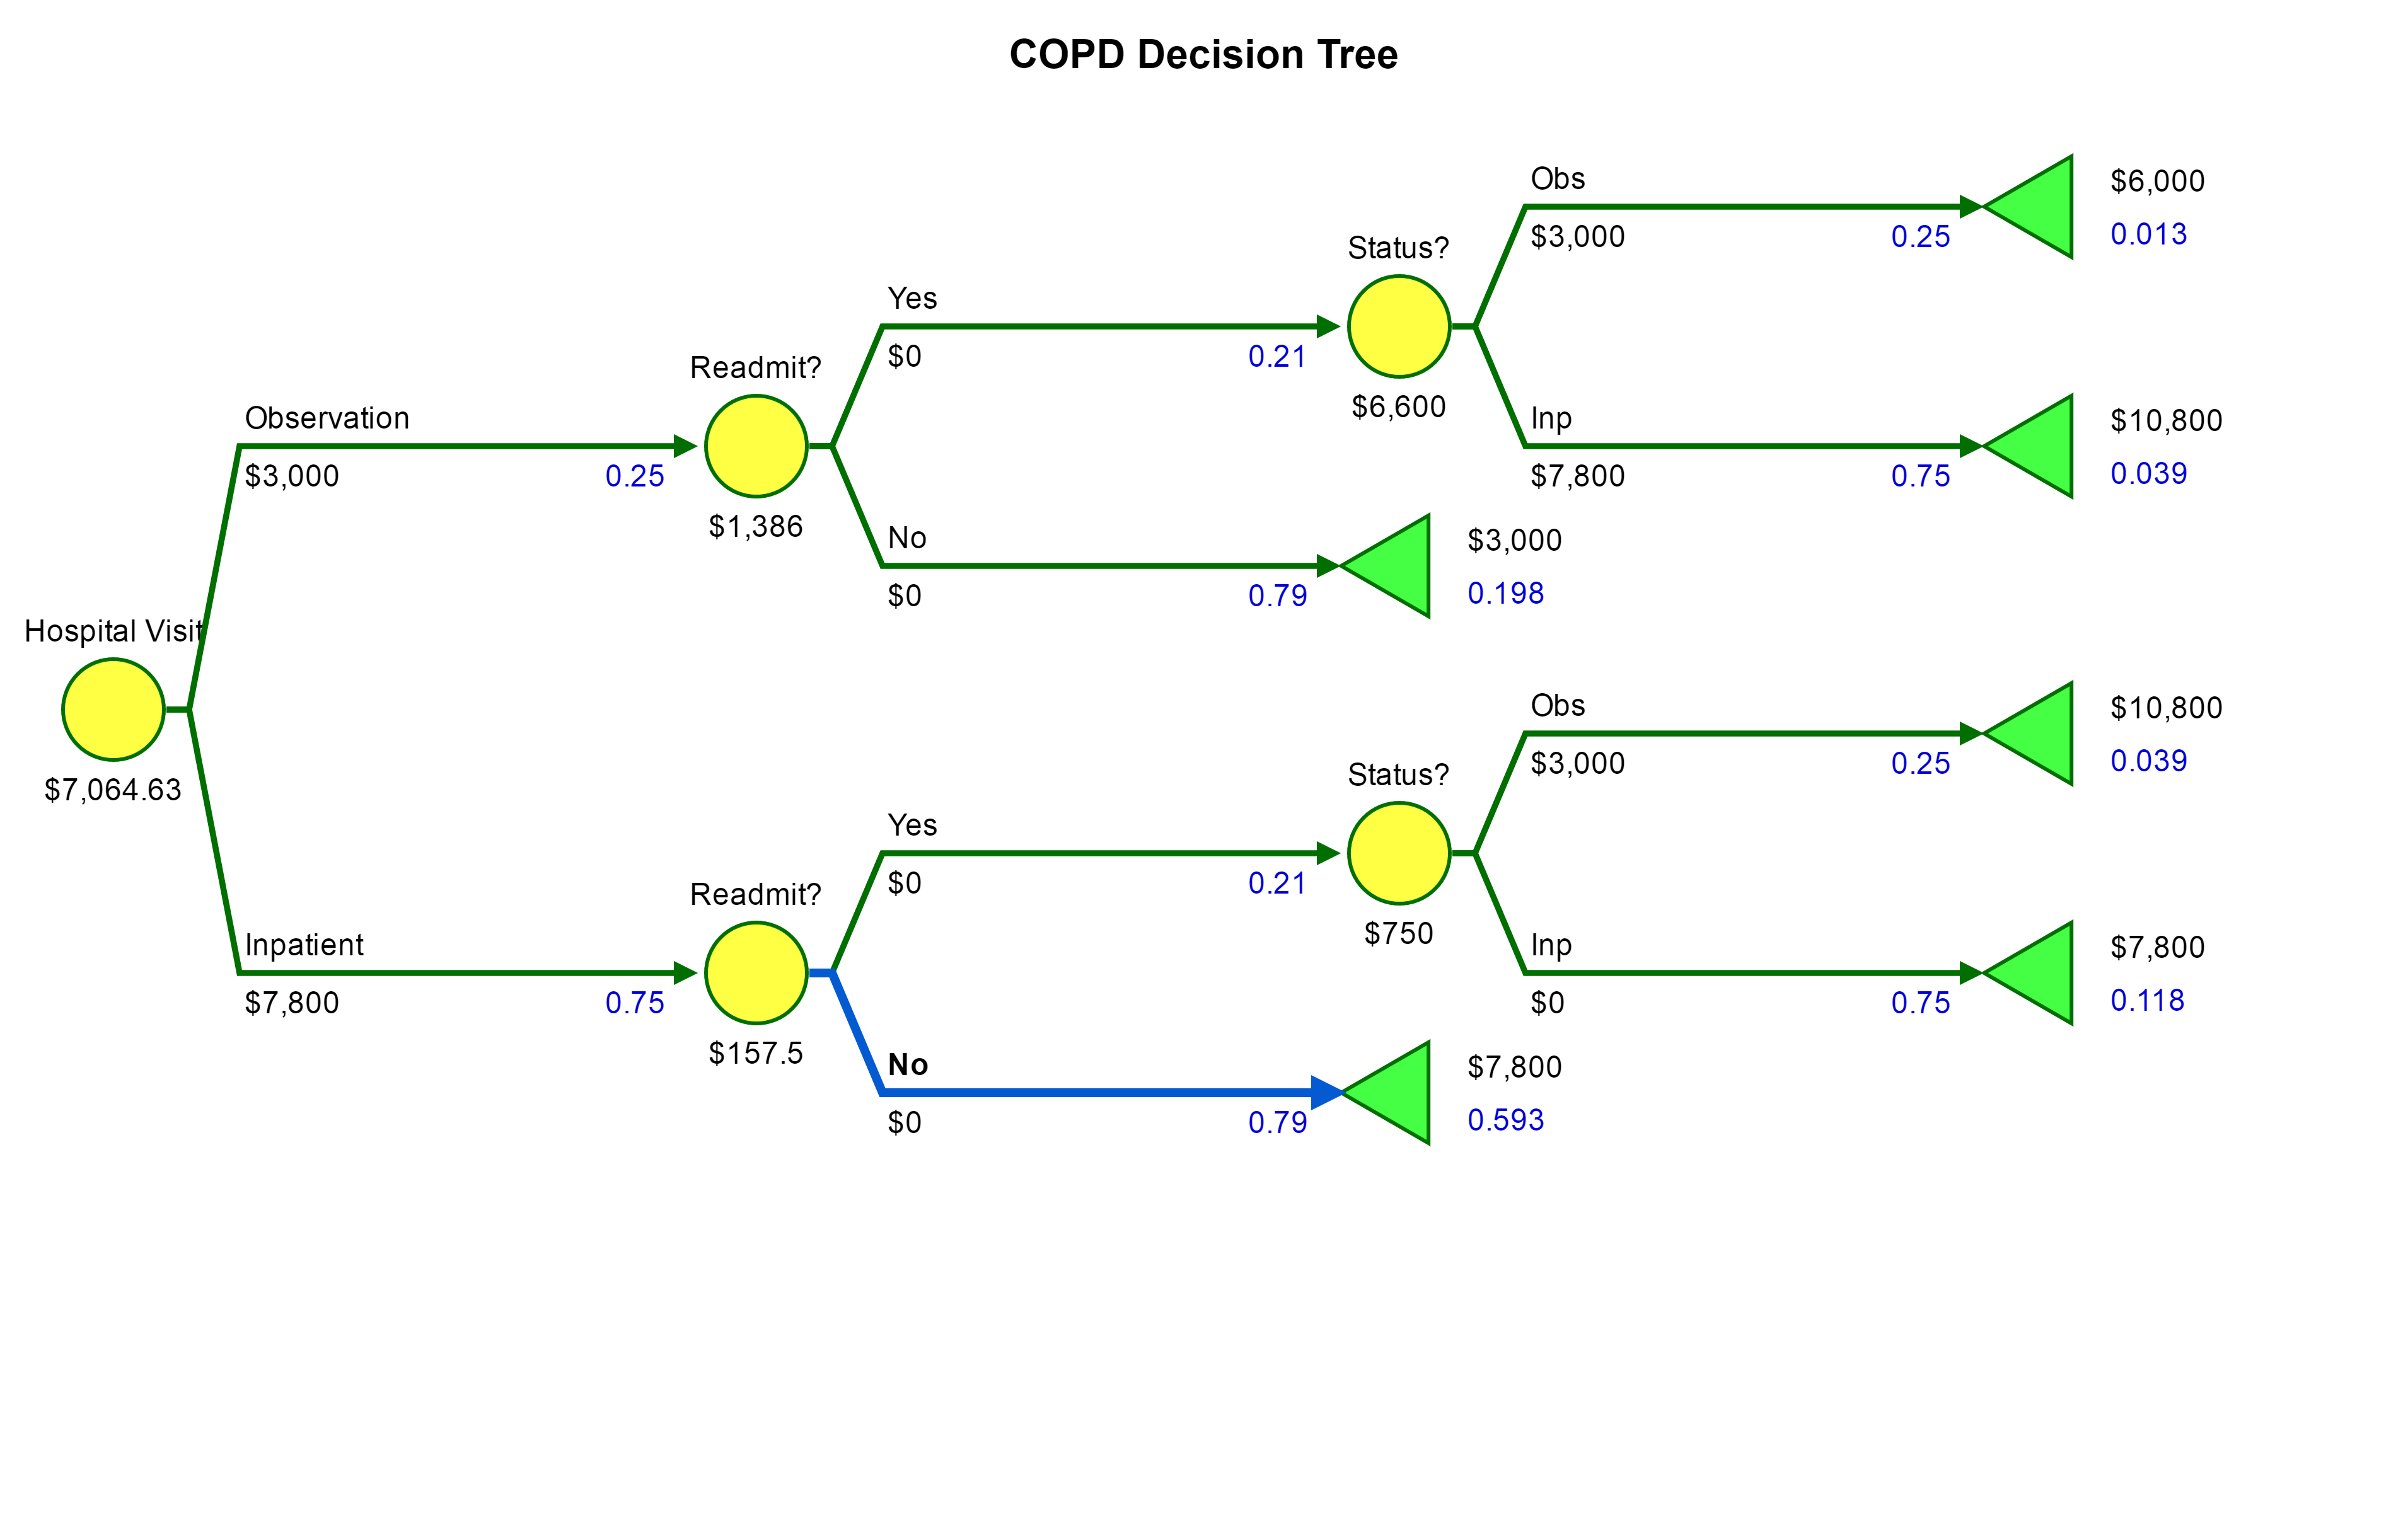 COPD Decision Tree
Hospital Visit
$7,064.63
Observation
$3,000
0.25
Readmit?
$1,386
Yes
$0
0.21
Status?
$6,600
Obs
$3,000
0.25
$6,000
0.013
Inp
$7,800
0.75
$10,800
0.039
No
$0
0.79
$3,000
0.198
Inpatient
$7,800
0.75
Readmit?
$157.5
Yes
$0
0.21
Status?
$750
Obs
$3,000
0.25
$10,800
0.039
Inp
$0
0.75
$7,800
0.118
No
$0
0.79
$7,800
0.593